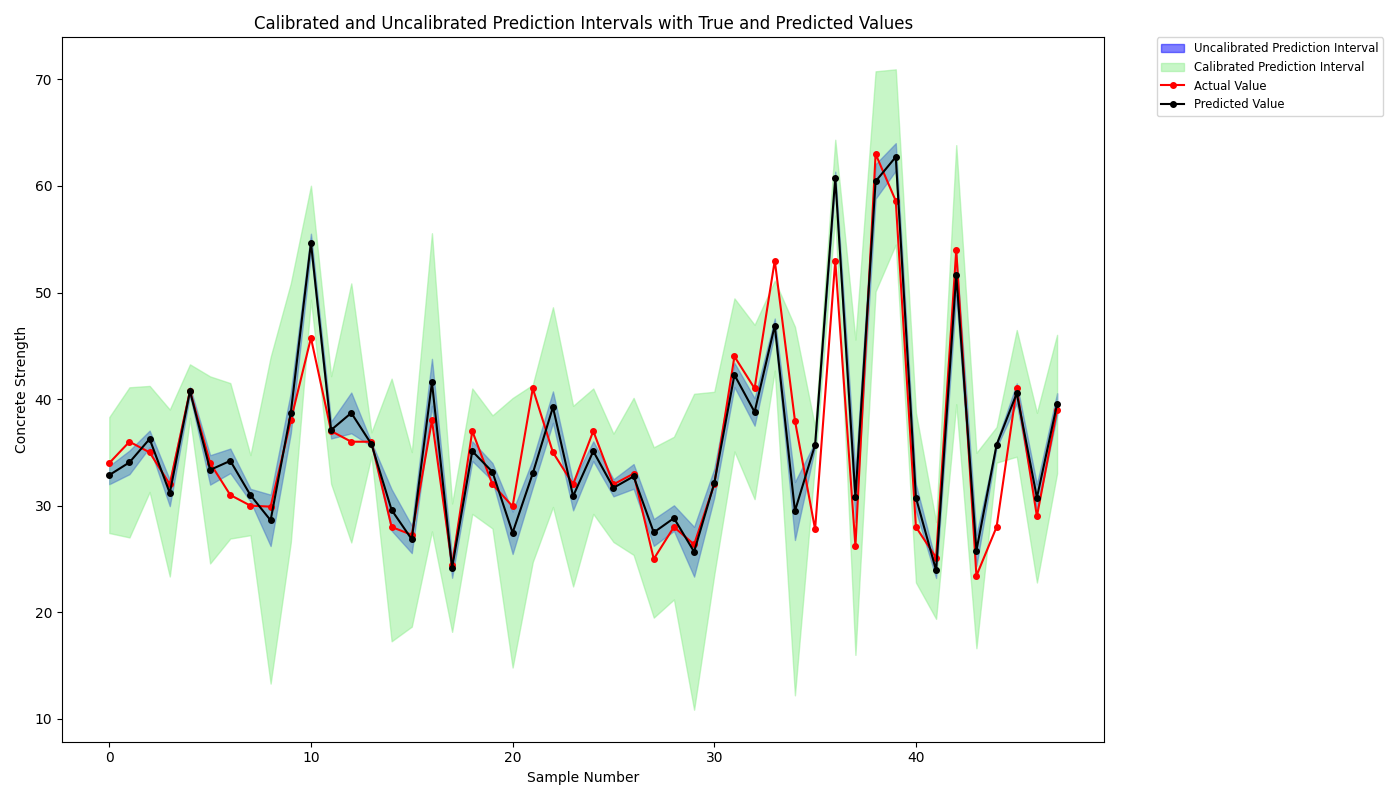 Calibrated and Uncalibrated Prediction Intervals with True and Predicted Values
Uncalibrated Prediction Interval
Calibrated Prediction Interval
Actual Value
Predicted Value
Concrete Strength
70
60
50
40
30
20
10
0 10 20 30 40
Sample Number